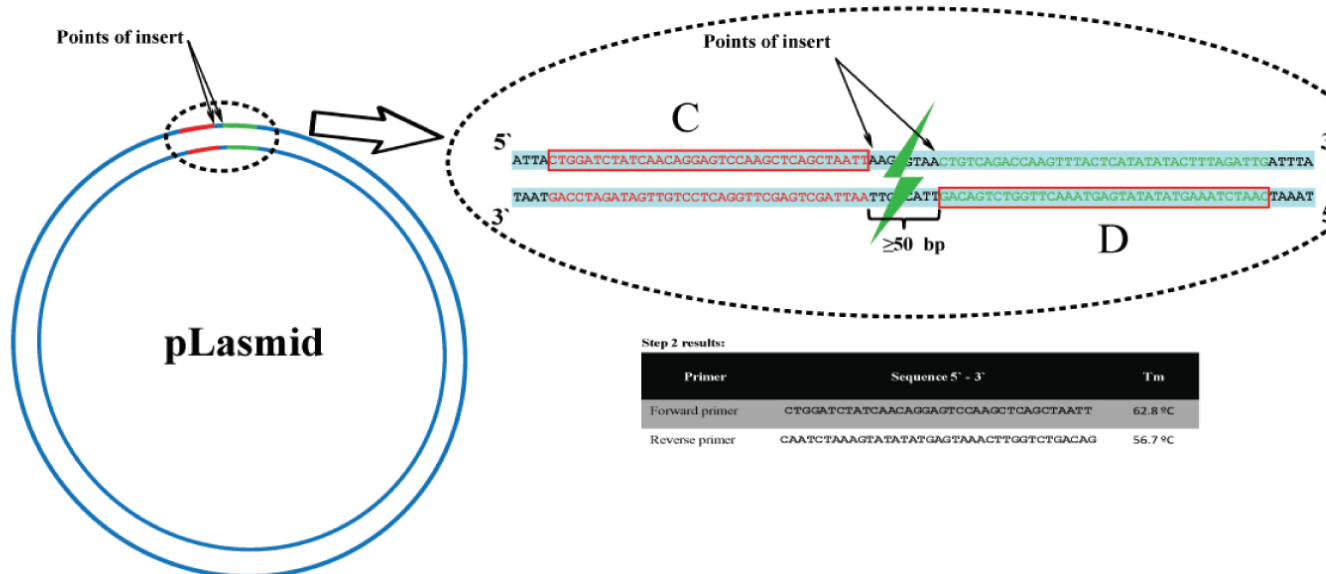 Points of insert
Points of insert
pLasmid
C
5`
3
ATTACTGGATCTATCAACAGGAGTCCAAGCTCAGCTAATTAAG GTAACTGTCAGACCAAGTTTACTCATATATACTTTAGATTGATTTA
TAATGACCTAGATAGTTGTCCTCAGGTTCGAGTCGATTAATTC CATTGACAGTCTGGTTCAAATGAGTATATATGAAATCTAACTAAAT
3`
≥50 bp
D
Step 2 results:
Primer Sequence 5` - 3` Tm
Forward primer CTGGATCTATCAACAGGAGTCCAAGCTCAGCTAATT 62.8 ºC
Reverse primer CAATCTAAAGTATATATGAGTAAACTTGGTCTGACAG 56.7 ºC